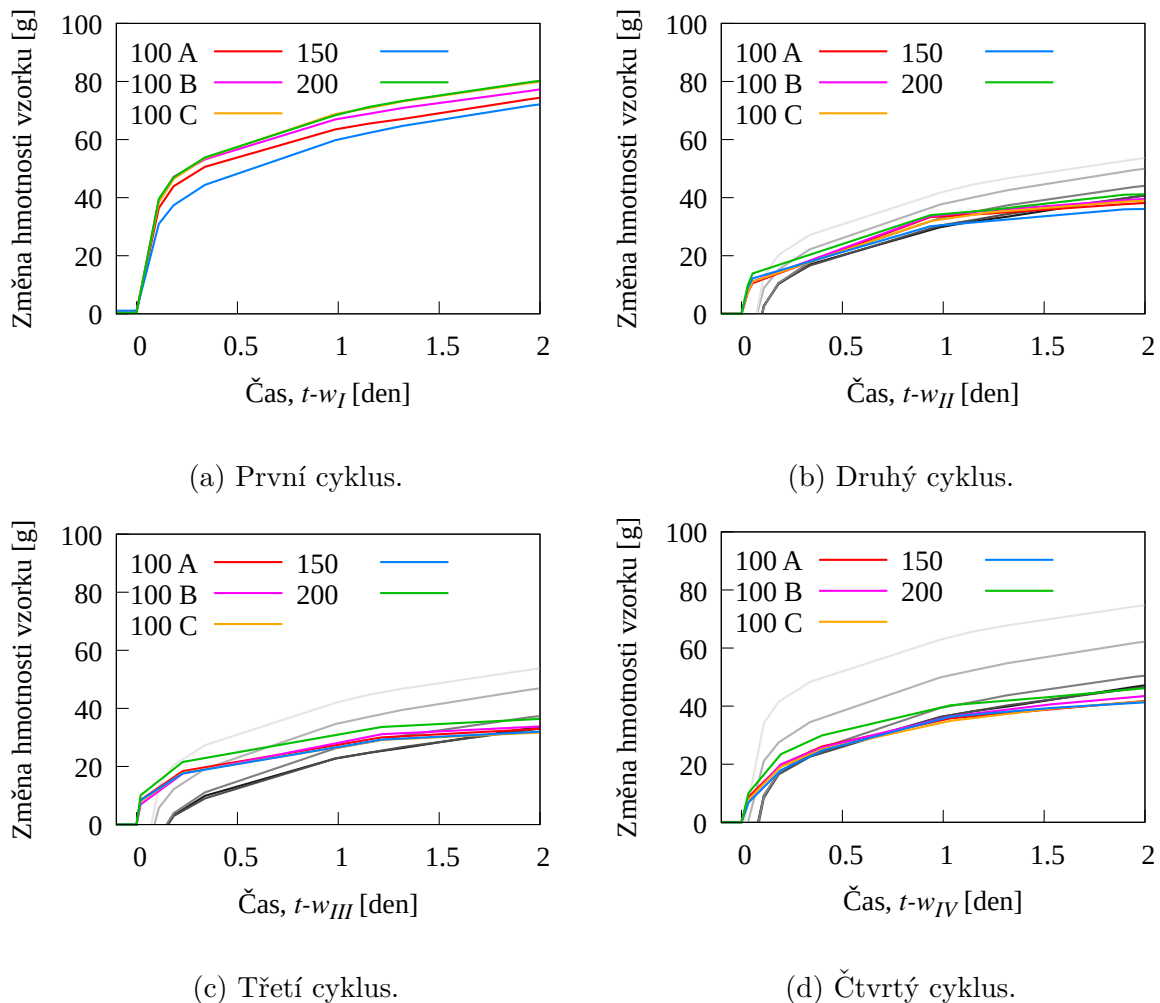 Změna hmotnosti vzorku [g]
100
80
60
40
20
0
100 A
100 B
100 C
150
200
0 0.5 1 1.5 2
Čas, t-w_I [den]
(a) První cyklus.
Změna hmotnosti vzorku [g]
100
80
60
40
20
0
100 A
100 B
100 C
150
200
0 0.5 1 1.5 2
Čas, t-w_II [den]
(b) Druhý cyklus.
Změna hmotnosti vzorku [g]
100
80
60
40
20
0
100 A
100 B
100 C
150
200
0 0.5 1 1.5 2
Čas, t-w_III [den]
(c) Třetí cyklus.
Změna hmotnosti vzorku [g]
100
80
60
40
20
0
100 A
100 B
100 C
150
200
0 0.5 1 1.5 2
Čas, t-w_IV [den]
(d) Čtvrtý cyklus.